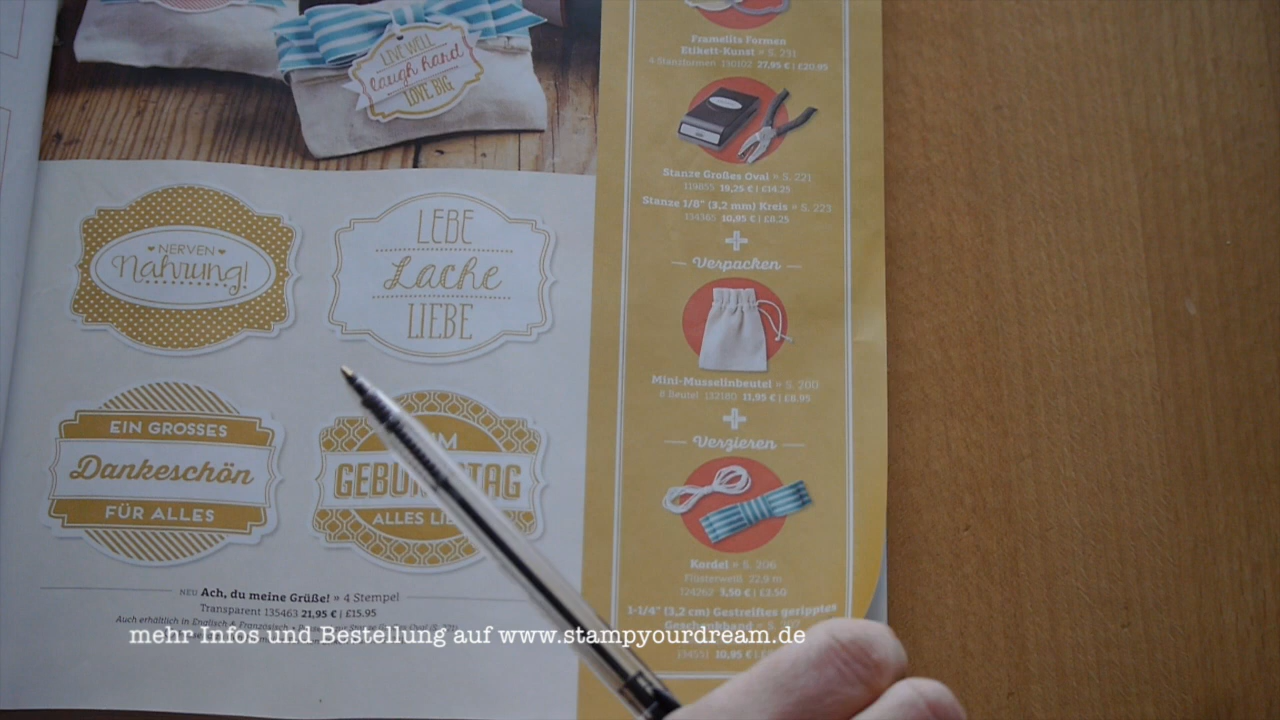 LIVE WELL
laugh hard
LOVE BIG
NERVEN
Nahrung!
LEBE
Lache
LIEBE
EIN GROSSES
Dankeschön
FÜR ALLES
GEBU TAG
ALLES
NEU Ach, du meine Grüße! » 4 Stempel
Transparent 135463 21,95 € | £15.95
Auch erhältlich in Englisch & Französisch
mehr Infos und Bestellung auf www.stampyourdream.de
Framelits Formen
Etikett-Kunst » S. 231
4 Stanzformen 130102 27,95 € | £20.95
Stanze Großes Oval » S. 221
119855 19,25 € | £14.25
Stanze 1/8" (3,2 mm) Kreis » S. 223
134365 10,95 € | £8.25
+
Verpacken
Mini-Musselinbeutel » S. 200
8 Beutel 132180 11,95 € | £8.95
+
Verzieren
Kordel » S. 206
Flüsterweiß 22,9 m
124262 3,50 € | £2.50
1-1/4" (3,2 cm) Gestreiftes geripptes
Geschenkband
134551 10,95 €